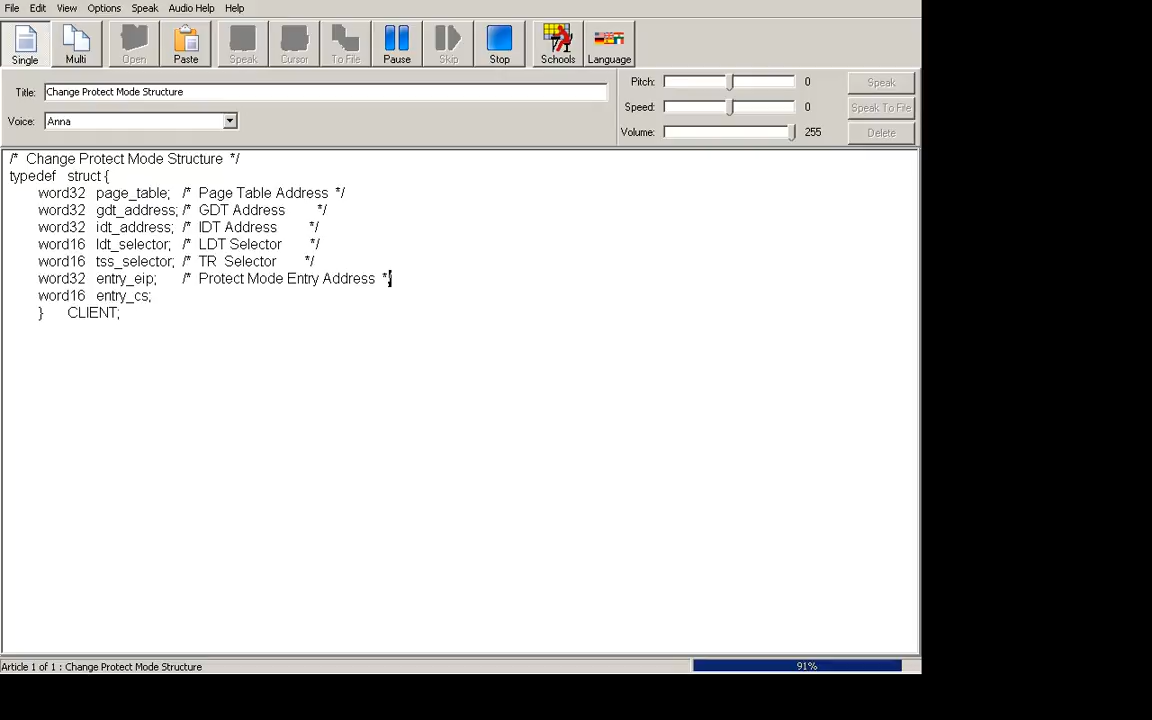 File Edit View Options Speak Audio Help Help
Single Multi Open Paste Speak Cursor To File Pause Skip Stop Schools Language
Title: Change Protect Mode Structure
Voice: Anna
Pitch: 0 Speak
Speed: 0 Speak To File
Volume: 255 Delete
/* Change Protect Mode Structure */
typedef struct {
word32 page_table; /* Page Table Address */
word32 gdt_address; /* GDT Address */
word32 idt_address; /* IDT Address */
word16 ldt_selector; /* LDT Selector */
word16 tss_selector; /* TR Selector */
word32 entry_eip; /* Protect Mode Entry Address */
word16 entry_cs;
} CLIENT;
Article 1 of 1 : Change Protect Mode Structure 91%